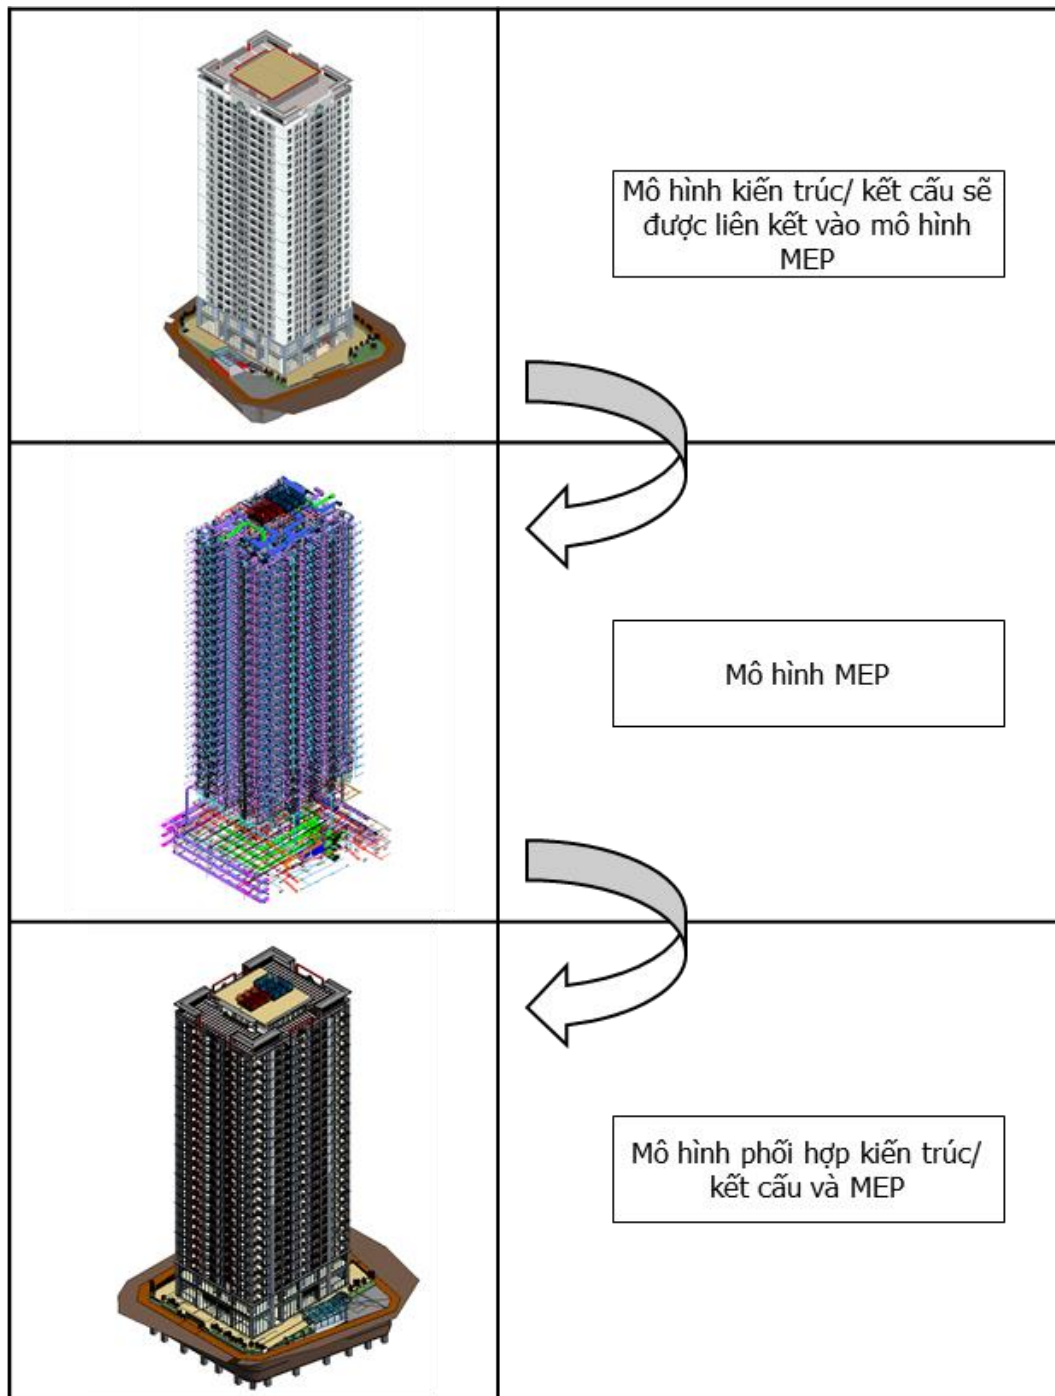 Mô hình kiến trúc/ kết cấu sẽ
được liên kết vào mô hình
MEP
Mô hình MEP
Mô hình phối hợp kiến trúc/
kết cấu và MEP